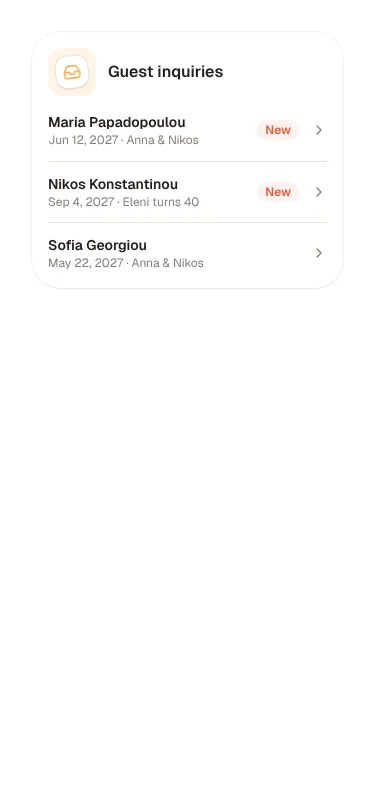 Guest inquiries
Maria Papadopoulou
New
Jun 12, 2027 · Anna & Nikos
Nikos Konstantinou
New
Sep 4, 2027 · Eleni turns 40
Sofia Georgiou
May 22, 2027 · Anna & Nikos